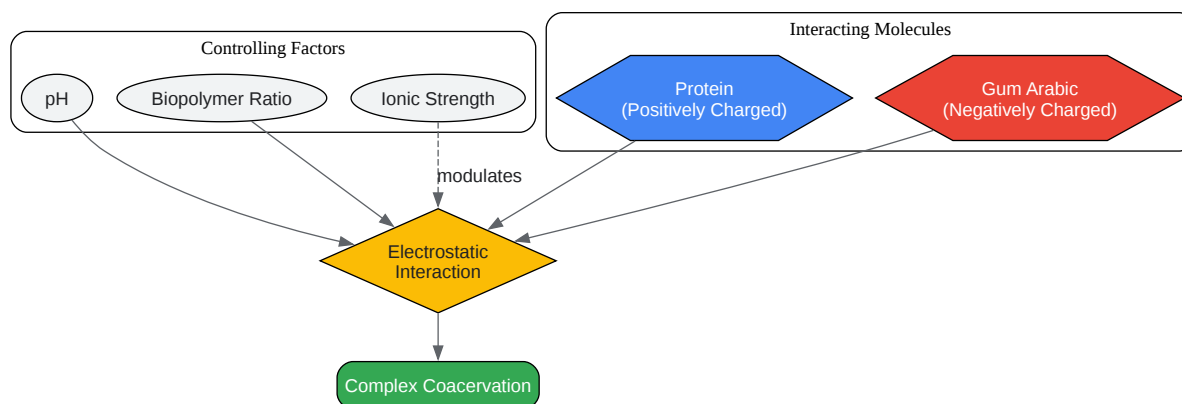 Controlling Factors
Interacting Molecules
pH
Biopolymer Ratio
Ionic Strength
Protein
(Positively Charged)
Gum Arabic
(Negatively Charged)
modulates
Electrostatic
Interaction
Complex Coacervation